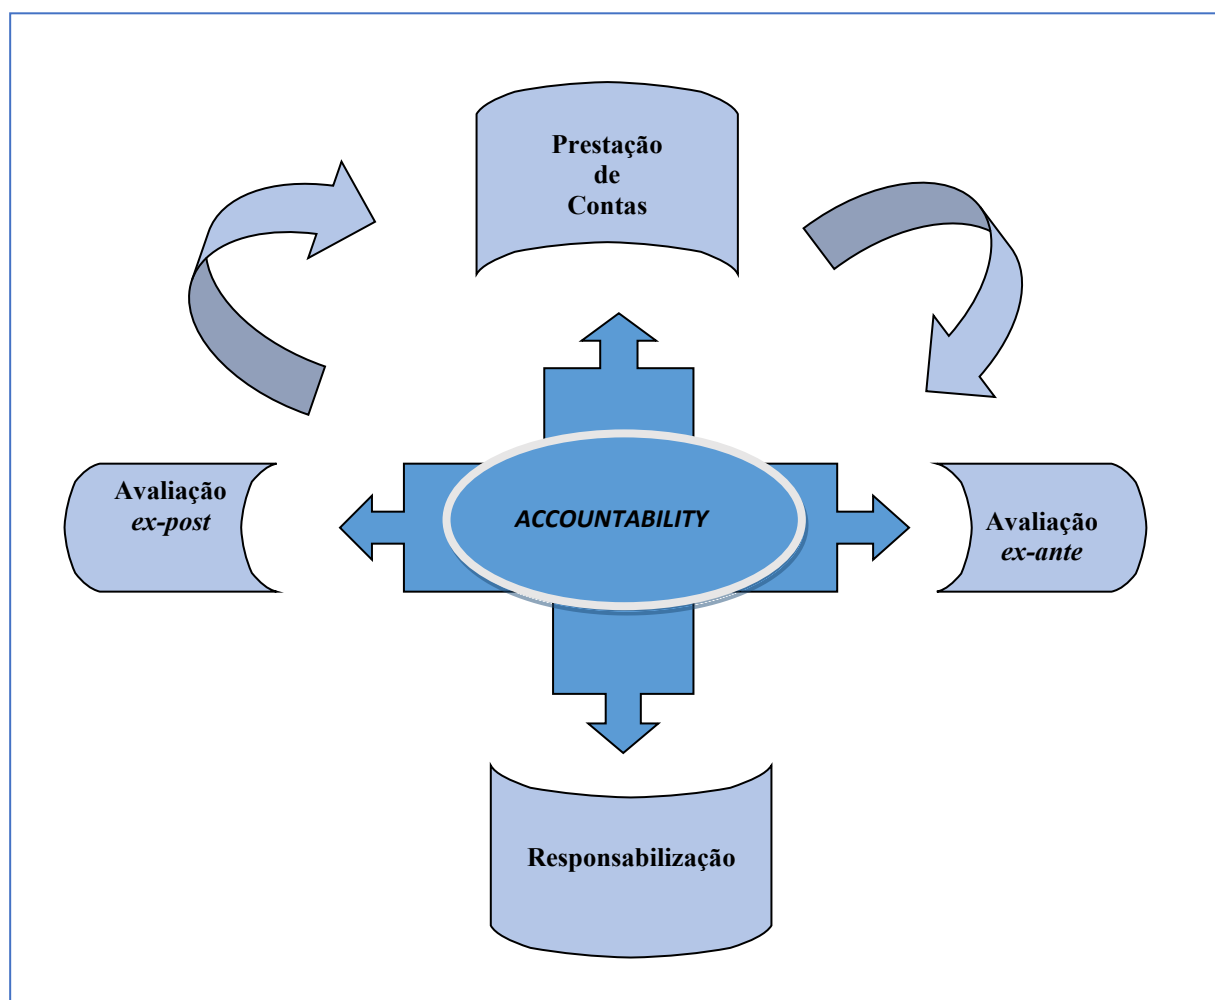 Prestação
de
Contas
Avaliação
ex-post
ACCOUNTABILITY
Avaliação
ex-ante
Responsabilização